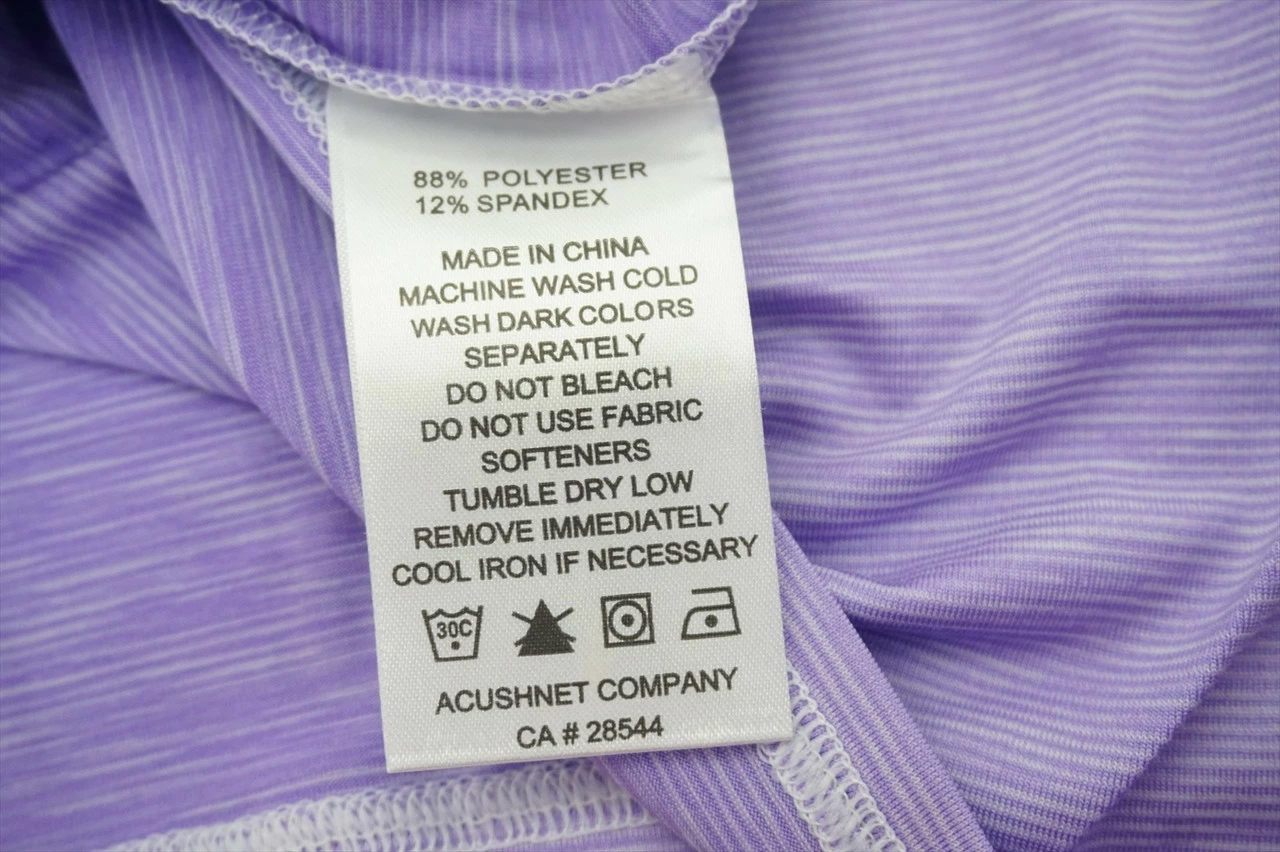 88% POLYESTER
12% SPANDEX
MADE IN CHINA
MACHINE WASH COLD
WASH DARK COLORS
SEPARATELY
DO NOT BLEACH
DO NOT USE FABRIC
SOFTENERS
TUMBLE DRY LOW
REMOVE IMMEDIATELY
COOL IRON IF NECESSARY
30C
ACUSHNET COMPANY
CA # 28544